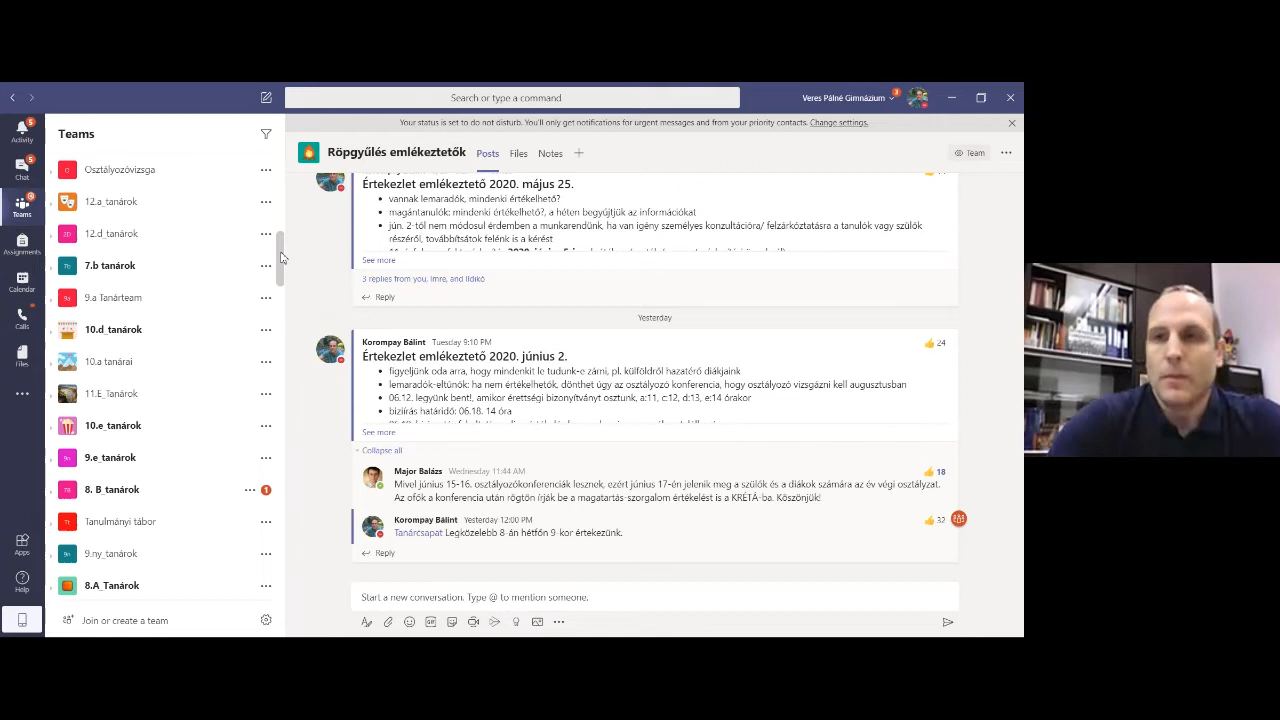 Search or type a command
Veres Pálné Gimnázium
3
Your status is set to do not disturb. You'll only get notifications for urgent messages and from your priority contacts. Change settings.
Activity
5
Chat
5
Teams
Assignments
Calendar
Calls
Files
Apps
Help
Teams
Osztályozóvizsga
12.a_tanárok
12.d_tanárok
7.b tanárok
9.a Tanárteam
10.d_tanárok
10.a tanárai
11.E_Tanárok
10.e_tanárok
9.e_tanárok
8. B_tanárok
1
Tanulmányi tábor
9.ny_tanárok
8.A_Tanárok
Join or create a team
Röpgyűlés emlékeztetők
Posts
Files
Notes
Team
Értekezlet emlékeztető 2020. május 25.
vannak lemaradók, mindenki értékelhető?
magántanulók: mindenki értékelhető?, a héten begyűjtjük az információkat
jún. 2-től nem módosul érdemben a munkarendünk, ha van igény személyes konzultációra/ felzárkóztatásra a tanulók vagy szülők
részéről, továbbítsátok felénk is a kérést
See more
3 replies from you, Imre, and Ildikó
Reply
Yesterday
Korompay Bálint Tuesday 9:10 PM
24
Értekezlet emlékeztető 2020. június 2.
figyeljünk oda arra, hogy mindenkit le tudunk-e zárni, pl. külföldről hazatérő diákjaink
lemaradók-eltűnők: ha nem értékelhetők, dönthet úgy az osztályozó konferencia, hogy osztályozó vizsgázni kell augusztusban
06.12. legyünk bent!, amikor érettségi bizonyítványt osztunk, a:11, c:12, d:13, e:14 órakor
biziírás határidő: 06.18. 14 óra
See more
Collapse all
Major Balázs Wednesday 11:44 AM
18
Mivel június 15-16. osztályozókonferenciák lesznek, ezért június 17-én jelenik meg a szülők és a diákok számára az év végi osztályzat.
Az ofők a konferencia után rögtön írják be a magatartás-szorgalom értékelést is a KRÉTÁ-ba. Köszönjük!
Korompay Bálint Yesterday 12:00 PM
32
Tanárcsapat Legközelebb 8-án hétfőn 9-kor értekezünk.
Reply
Start a new conversation. Type @ to mention someone.